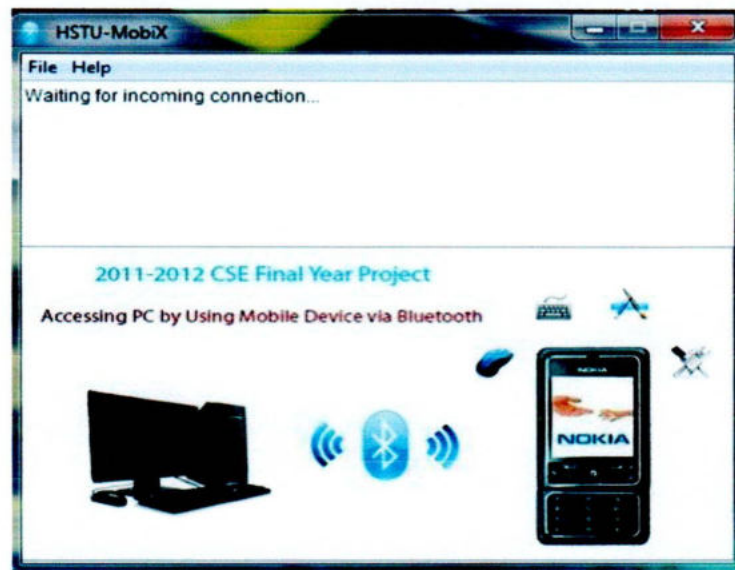 HSTU-MobiX
File Help
Waiting for incoming connection...
2011-2012 CSE Final Year Project
Accessing PC by Using Mobile Device via Bluetooth
NOKIA
NOKIA